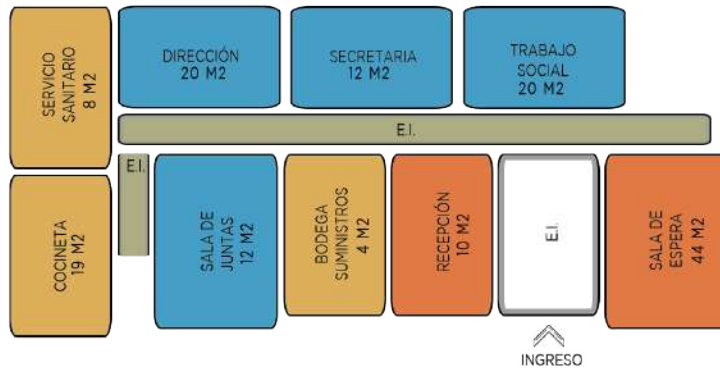 SERVICIO
SANITARIO
8 M2
DIRECCIÓN
20 M2
SECRETARIA
12 M2
TRABAJO
SOCIAL
20 M2
E.I.
E.I.
COCINETA
19 M2
SALA DE
JUNTAS
12 M2
BODEGA
SUMINISTROS
4 M2
RECEPCIÓN
10 M2
E.I.
SALA DE
ESPERA
44 M2
INGRESO